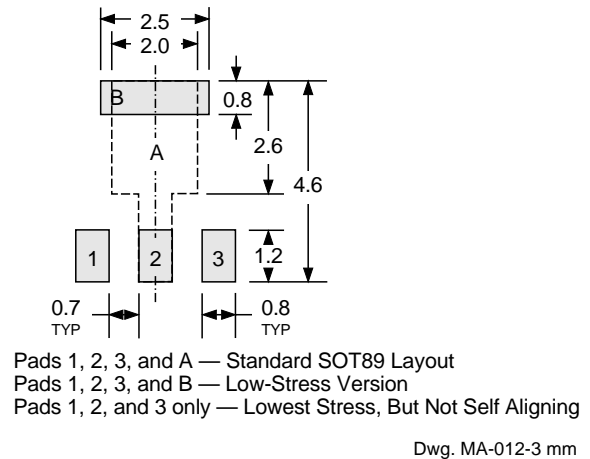 2.5
2.0
B
0.8
A
2.6
4.6
1
2
3
1.2
0.7
TYP
0.8
TYP
Pads 1, 2, 3, and A — Standard SOT89 Layout
Pads 1, 2, 3, and B — Low-Stress Version
Pads 1, 2, and 3 only — Lowest Stress, But Not Self Aligning
Dwg. MA-012-3 mm